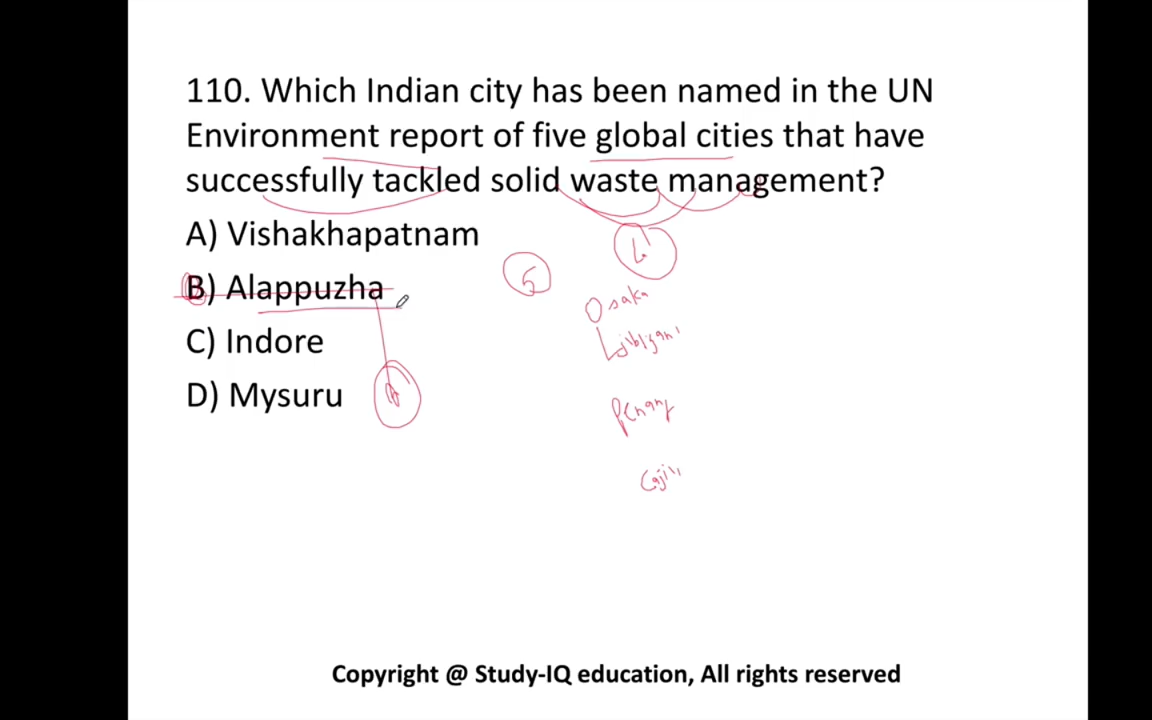 110. Which Indian city has been named in the UN
Environment report of five global cities that have
successfully tackled solid waste management?
A) Vishakhapatnam
B) Alappuzha
5
Osaka
C) Indore
D) Mysuru
Penang
Copyright @ Study-IQ education, All rights reserved